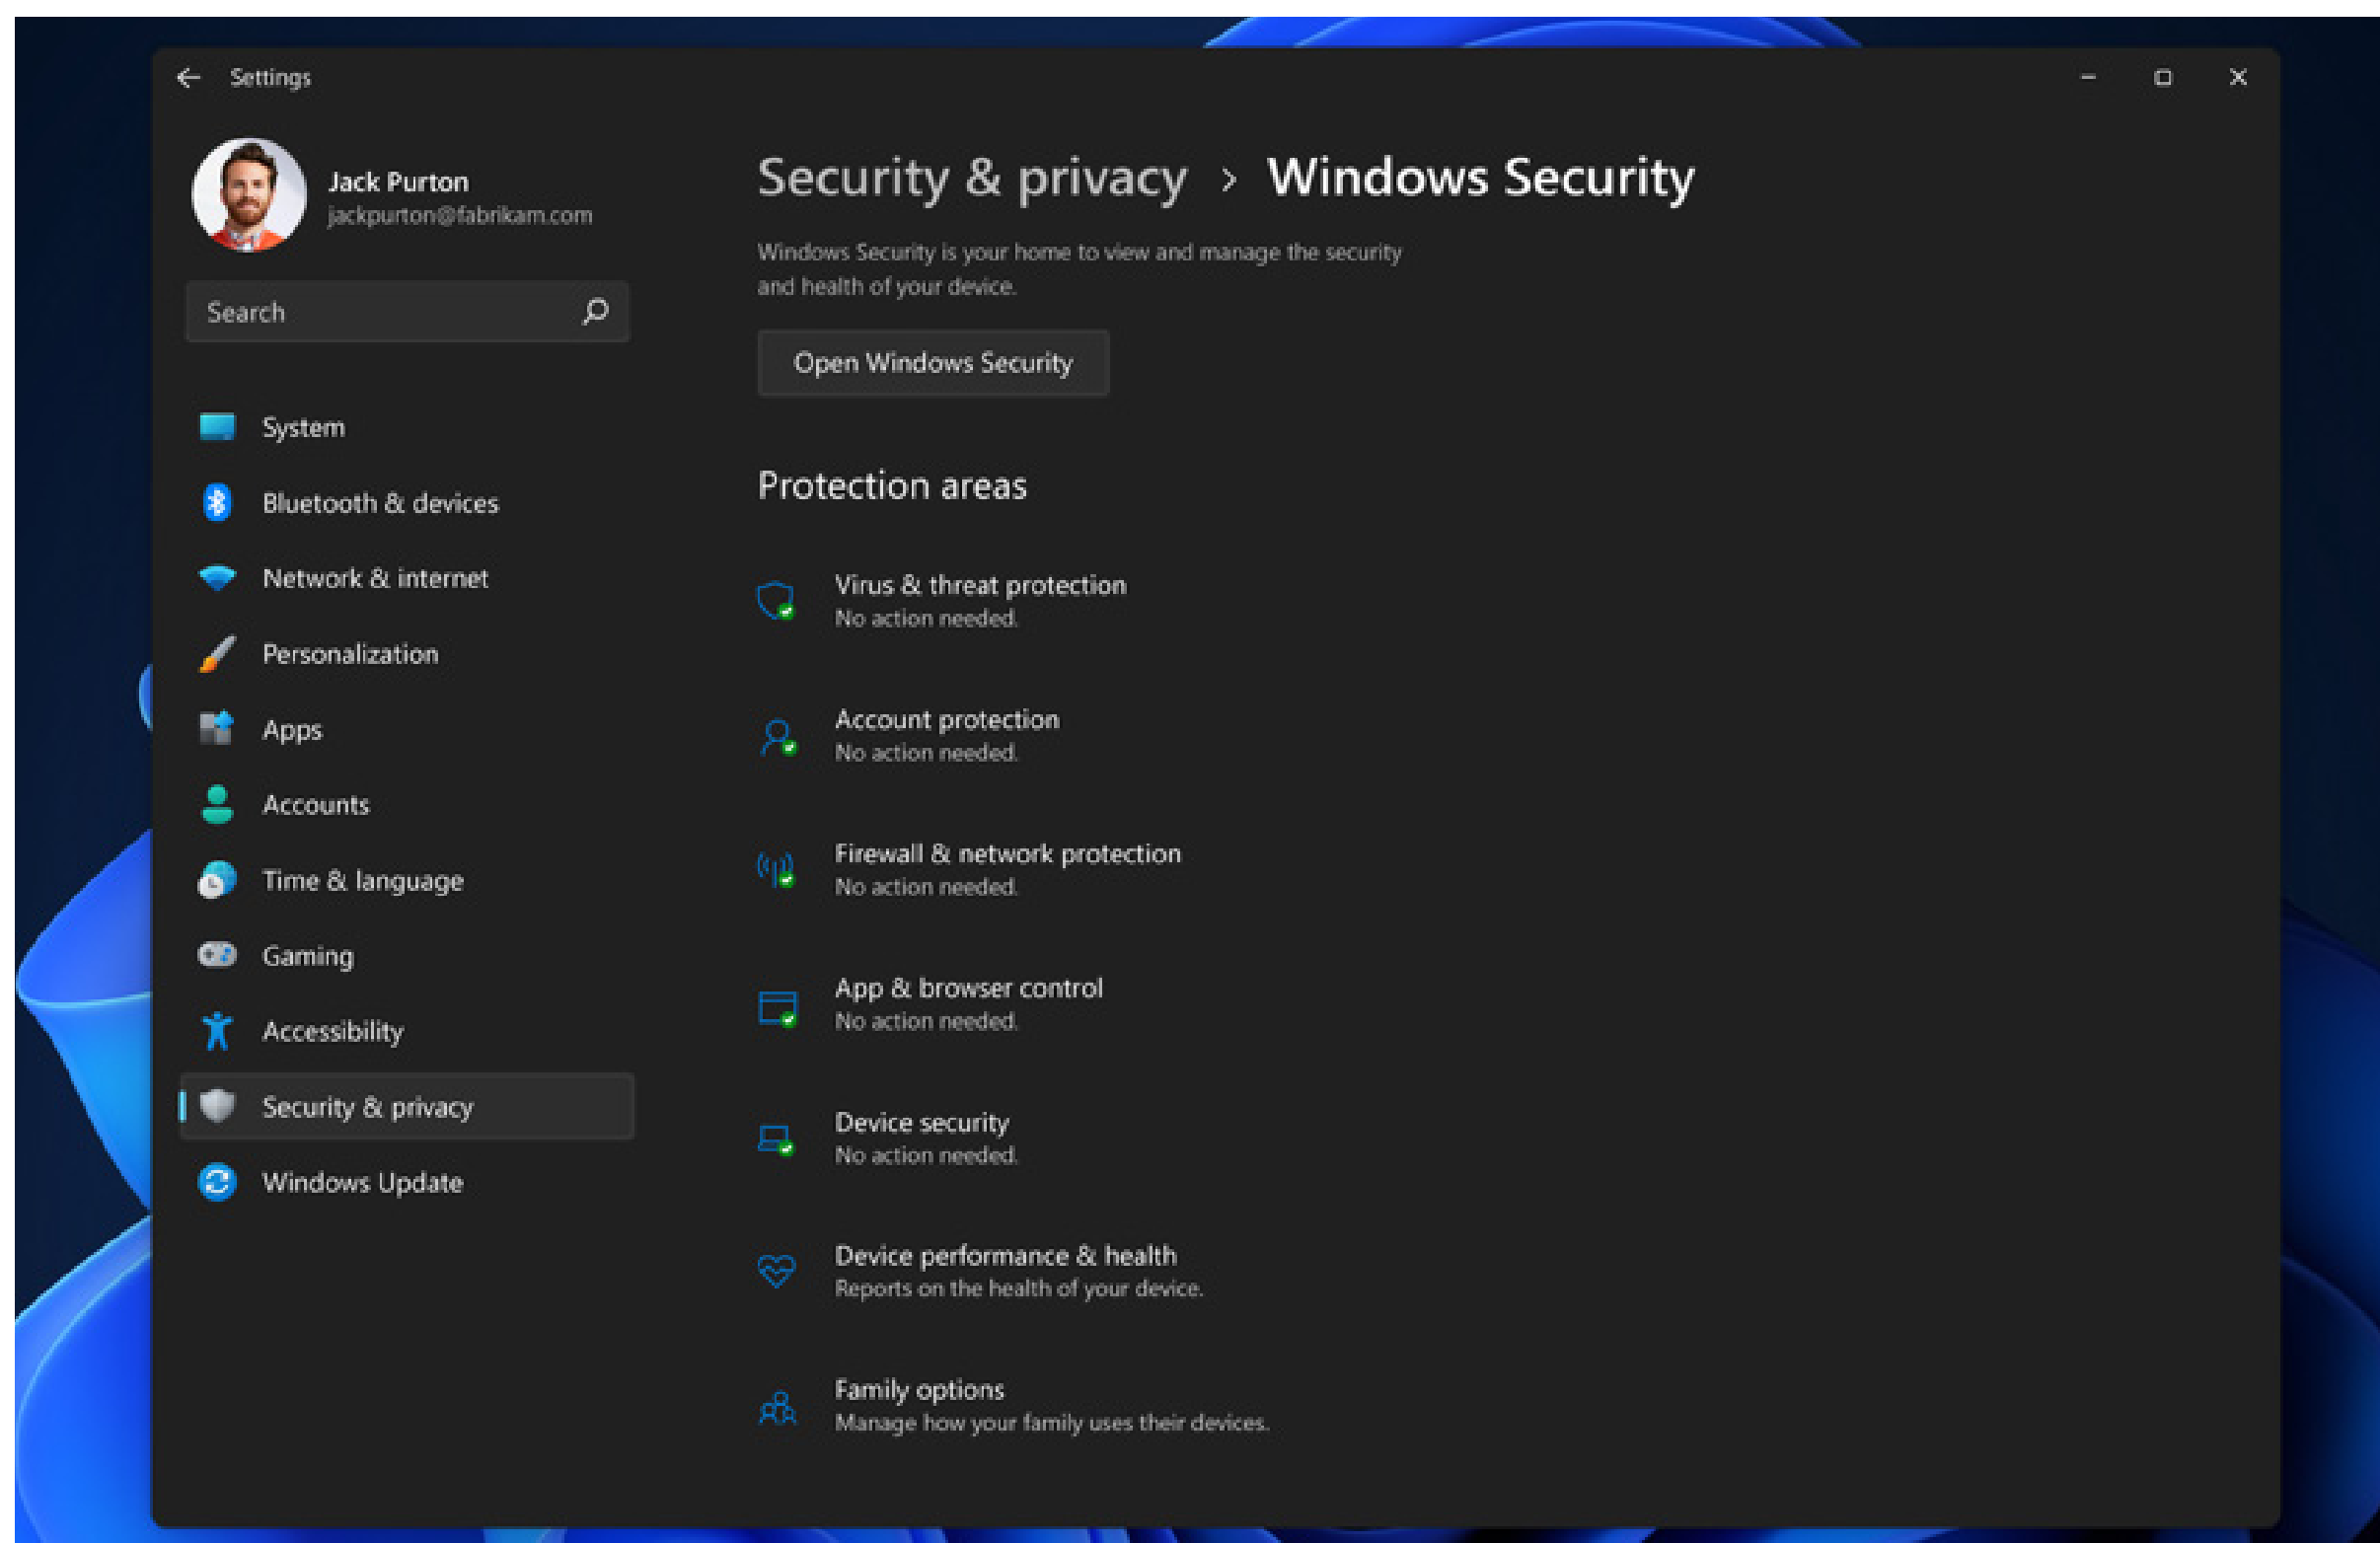 Settings
Jack Purton
jackpurton@fabrikam.com
Search
System
Bluetooth & devices
Network & internet
Personalization
Apps
Accounts
Time & language
Gaming
Accessibility
Security & privacy
Windows Update
Security & privacy › Windows Security
Windows Security is your home to view and manage the security
and health of your device.
Open Windows Security
Protection areas
Virus & threat protection
No action needed.
Account protection
No action needed.
Firewall & network protection
No action needed.
App & browser control
No action needed.
Device security
No action needed.
Device performance & health
Reports on the health of your device.
Family options
Manage how your family uses their devices.